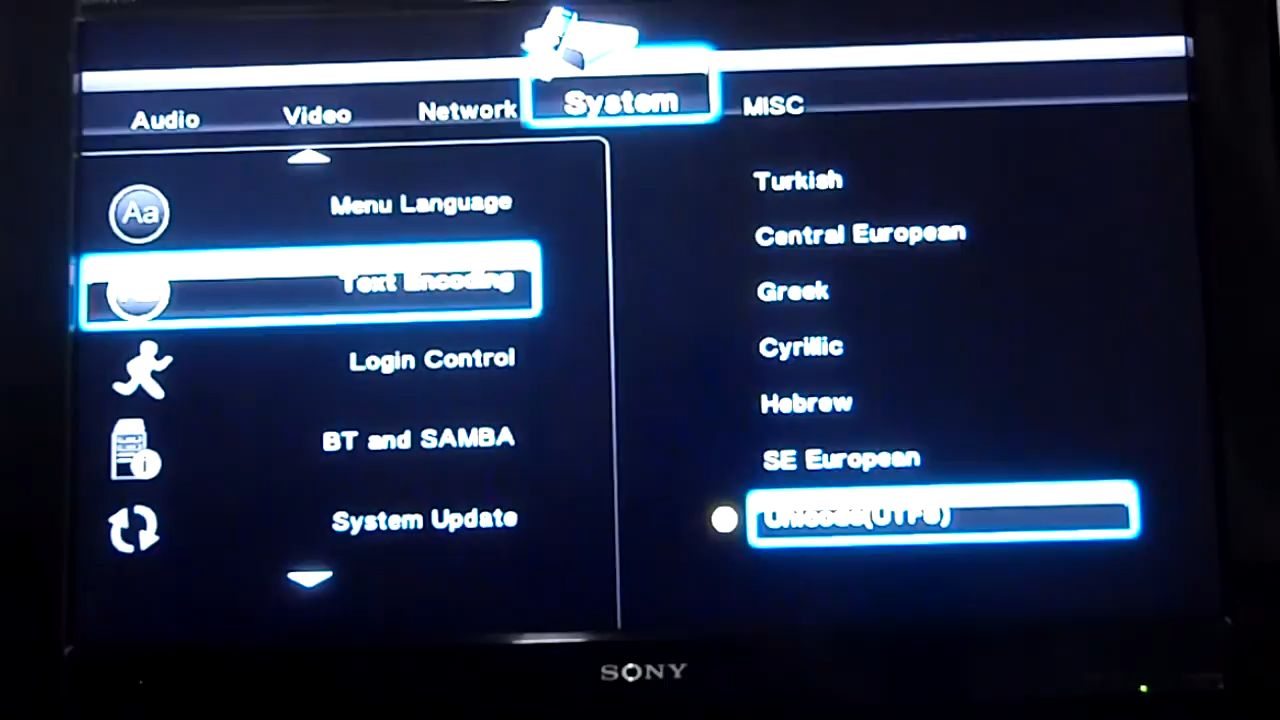 Audio
Video
Network
System
MISC
Menu Language
Text Encoding
Login Control
BT and SAMBA
System Update
Turkish
Central European
Greek
Cyrillic
Hebrew
SE European
Unicode(UTF8)
Aa
SONY